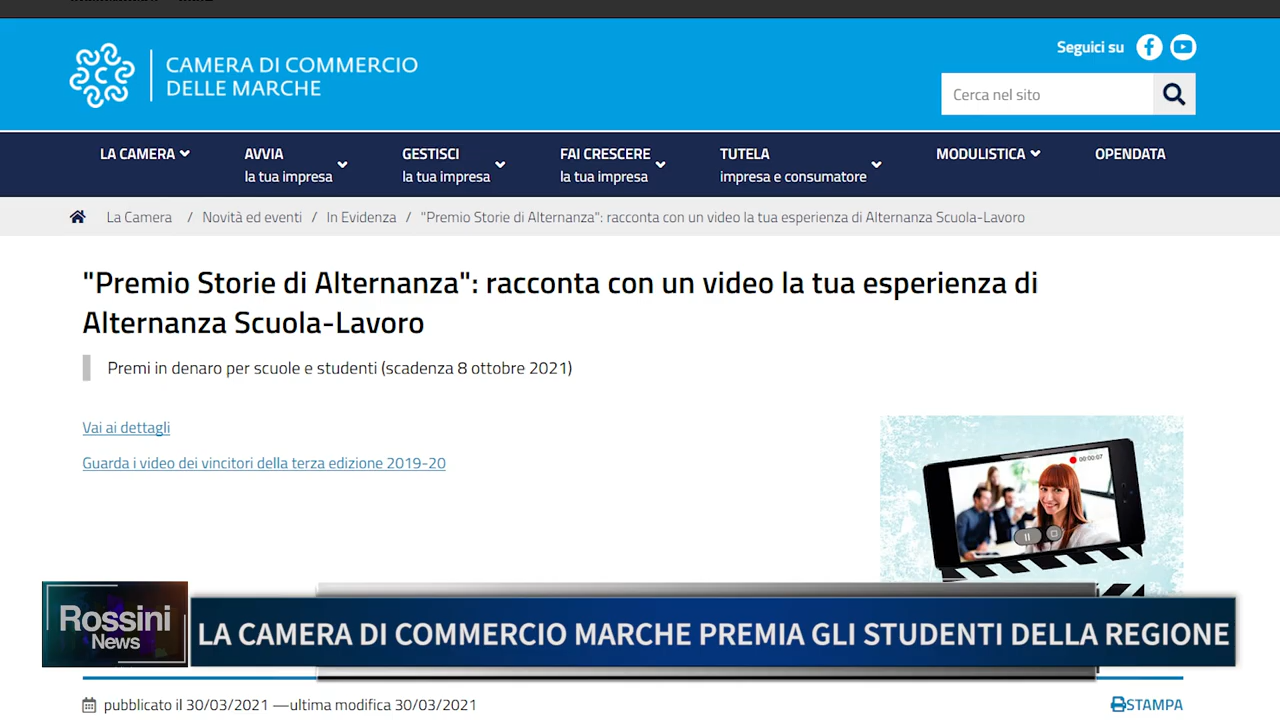 Seguici su
CAMERA DI COMMERCIO
DELLE MARCHE
Cerca nel sito
LA CAMERA
AVVIA
la tua impresa
GESTISCI
la tua impresa
FAI CRESCERE
la tua impresa
TUTELA
impresa e consumatore
MODULISTICA
OPENDATA
La Camera / Novità ed eventi / In Evidenza / "Premio Storie di Alternanza": racconta con un video la tua esperienza di Alternanza Scuola-Lavoro
"Premio Storie di Alternanza": racconta con un video la tua esperienza di
Alternanza Scuola-Lavoro
Premi in denaro per scuole e studenti (scadenza 8 ottobre 2021)
Vai ai dettagli
Guarda i video dei vincitori della terza edizione 2019-20
00:00:07
Rossini
News
LA CAMERA DI COMMERCIO MARCHE PREMIA GLI STUDENTI DELLA REGIONE
pubblicato il 30/03/2021 —ultima modifica 30/03/2021
STAMPA